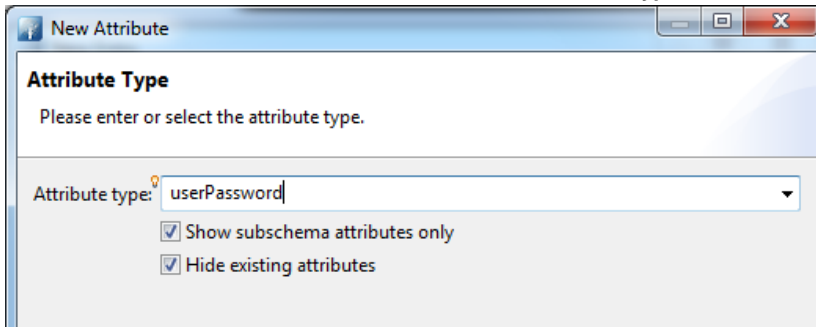 New Attribute
Attribute Type
Please enter or select the attribute type.
Attribute type: userPassword
Show subschema attributes only
Hide existing attributes